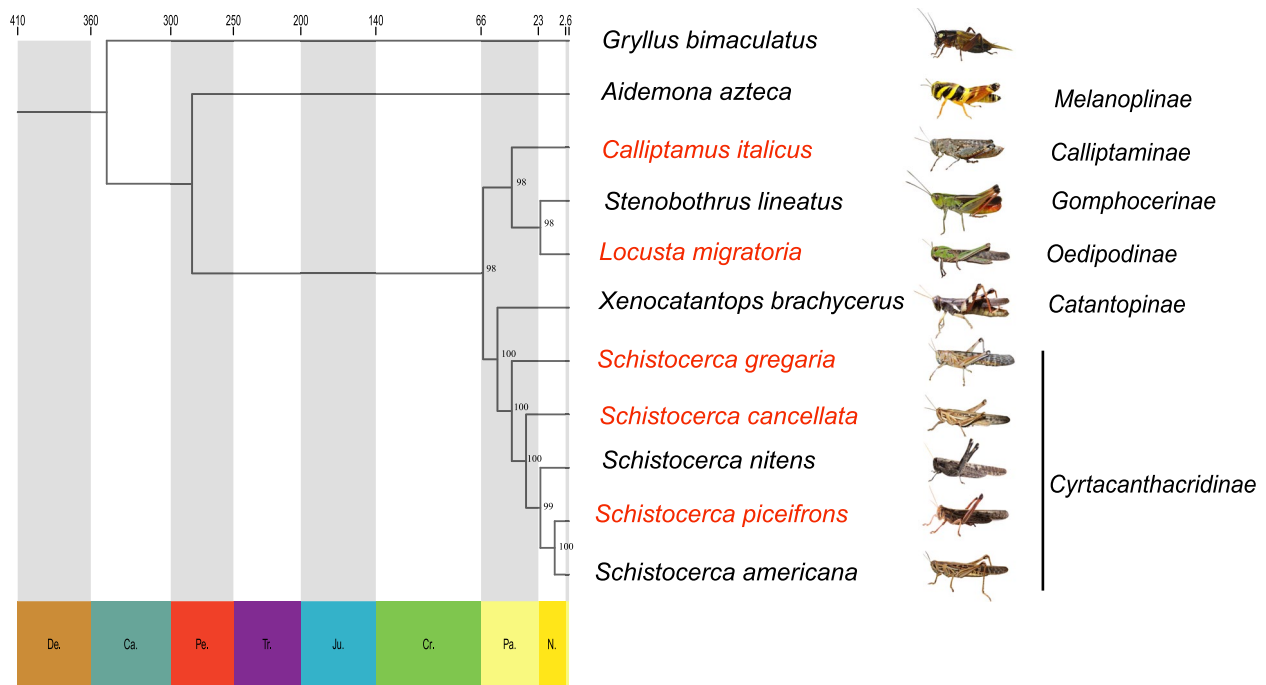 410 360 300 250 200 140 66 23 2.6
Gryllus bimaculatus
Aidemona azteca Melanoplinae
Calliptamus italicus Calliptaminae
98
Stenobothrus lineatus Gomphocerinae
98
Locusta migratoria Oedipodinae
98
Xenocatantops brachycerus Catantopinae
100
Schistocerca gregaria
100
Schistocerca cancellata
100
Schistocerca nitens
Cyrtacanthacridinae
99
Schistocerca piceifrons
100
Schistocerca americana
De. Ca. Pe. Tr. Ju. Cr. Pa. N.